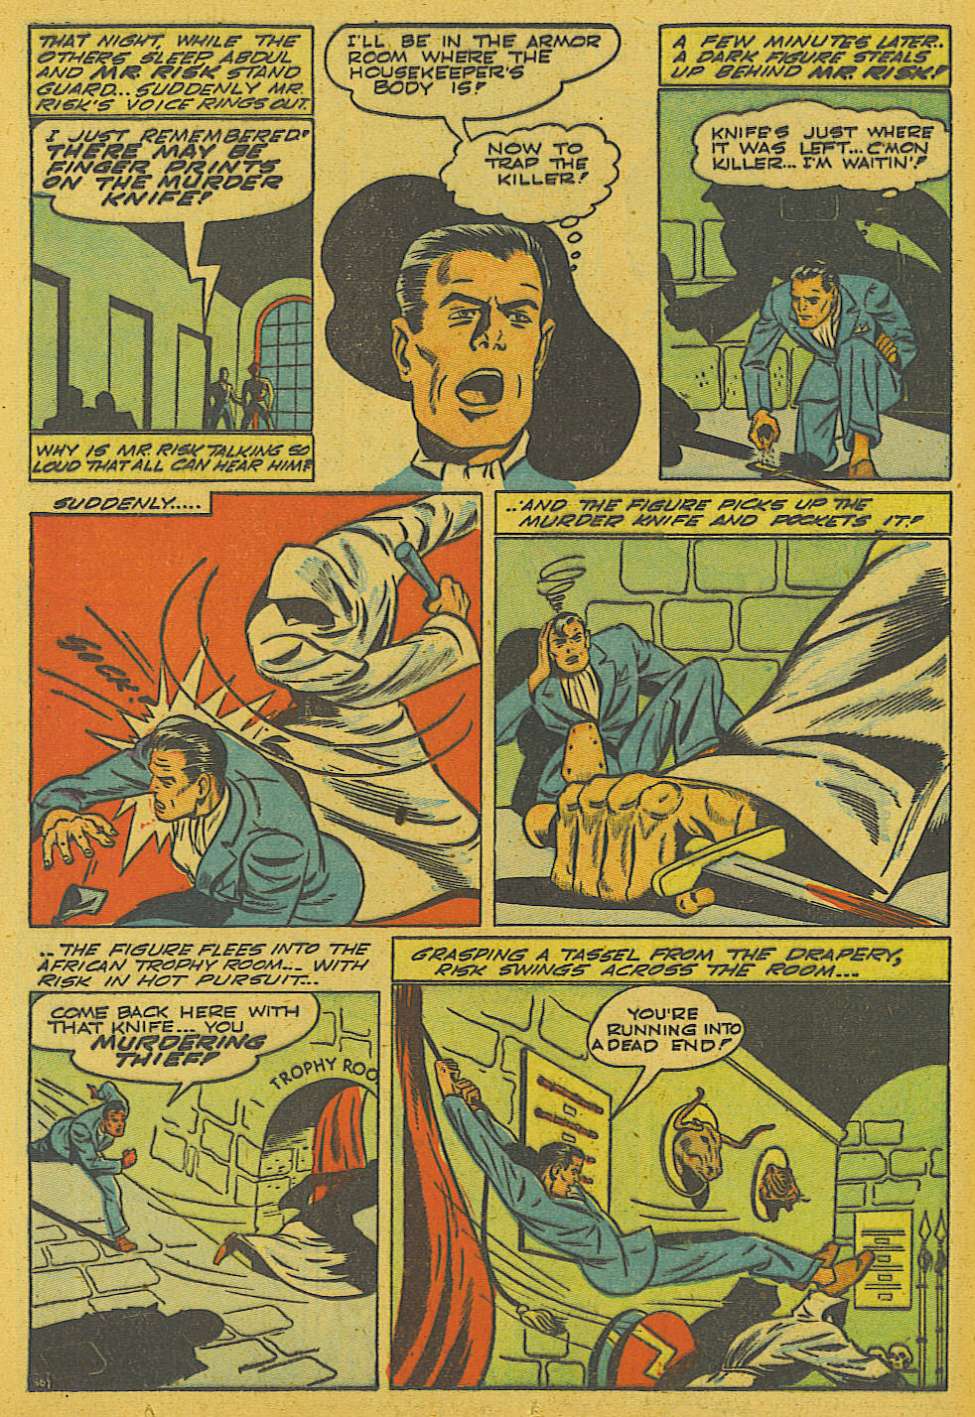 THAT NIGHT, WHILE THE
OTHERS SLEEP ABDUL
AND MR. RISK STAND
GUARD... SUDDENLY MR.
RISK'S VOICE RINGS OUT.
I JUST REMEMBERED!
THERE MAY BE
FINGER PRINTS
ON THE MURDER
KNIFE!
WHY IS MR. RISK TALKING SO
LOUD THAT ALL CAN HEAR HIM?
I'LL BE IN THE ARMOR
ROOM WHERE THE
HOUSEKEEPER'S
BODY IS!
NOW TO
TRAP THE
KILLER!
A FEW MINUTES LATER..
A DARK FIGURE STEALS
UP BEHIND MR. RISK!
KNIFE'S JUST WHERE
IT WAS LEFT... C'MON
KILLER... I'M WAITIN'!
SUDDENLY.....
SOCK!
...AND THE FIGURE PICKS UP THE
MURDER KNIFE AND POCKETS IT!
..THE FIGURE FLEES INTO THE
AFRICAN TROPHY ROOM... WITH
RISK IN HOT PURSUIT...
COME BACK HERE WITH
THAT KNIFE... YOU
MURDERING
THIEF!
TROPHY ROO
GRASPING A TASSEL FROM THE DRAPERY,
RISK SWINGS ACROSS THE ROOM...
YOU'RE
RUNNING INTO
A DEAD END!